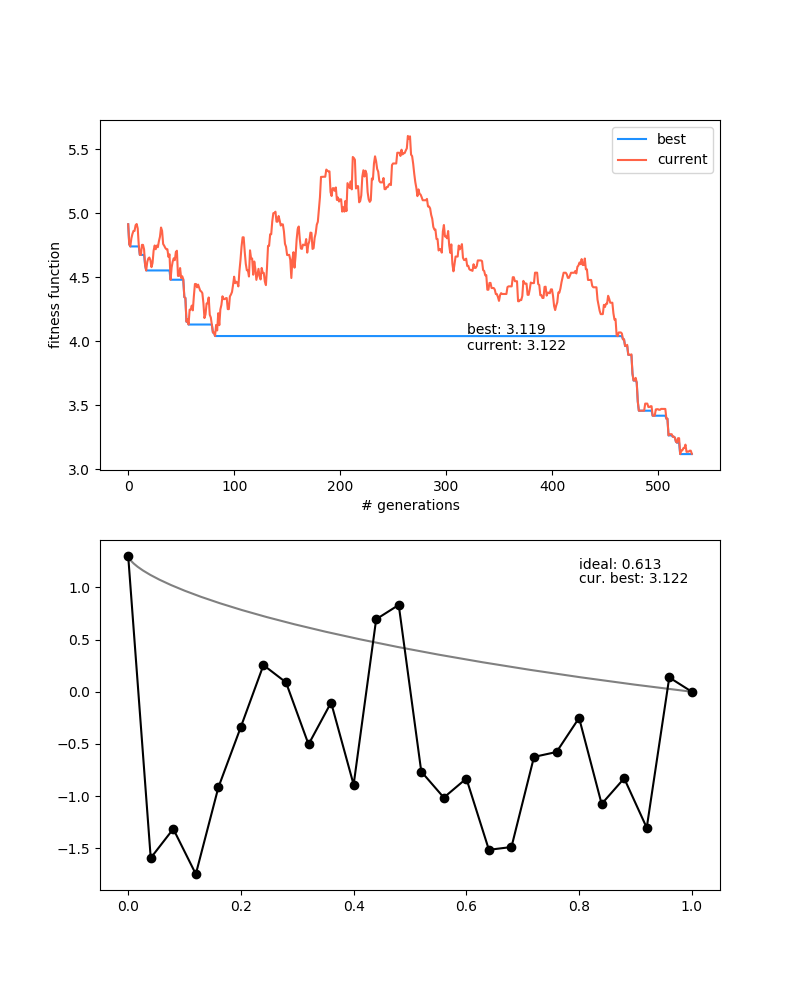 best
current
5.5
5.0
4.5
4.0
3.5
3.0
fitness function
best: 3.119
current: 3.122
0 100 200 300 400 500
# generations
ideal: 0.613
cur. best: 3.122
1.0
0.5
0.0
−0.5
−1.0
−1.5
0.0 0.2 0.4 0.6 0.8 1.0